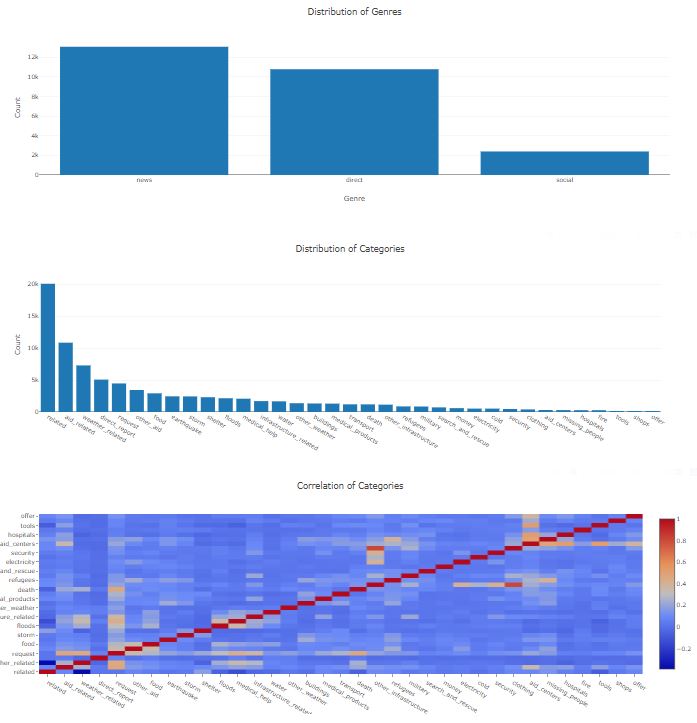 Distribution of Genres
12k
10k
8k
6k
4k
2k
0
Count
news
direct
social
Genre
Distribution of Categories
20k
15k
10k
5k
0
Count
related
aid_related
weather_related
direct_report
request
other_aid
food
earthquake
storm
shelter
floods
medical_help
infrastructure_related
water
other_weather
buildings
medical_products
transport
death
other_infrastructure
refugees
military
search_and_rescue
money
electricity
cold
security
clothing
aid_centers
missing_people
hospitals
fire
tools
shops
offer
Correlation of Categories
offer
tools
hospitals
aid_centers
security
electricity
and_rescue
refugees
death
al_products
er_weather
ure_related
floods
storm
food
request
her_related
related
related
aid_related
weather_related
direct_report
request
other_aid
food
earthquake
storm
shelter
floods
medical_help
infrastructure_related
water
other_weather
buildings
medical_products
transport
death
other_infrastructure
refugees
military
search_and_rescue
money
electricity
cold
security
clothing
aid_centers
missing_people
hospitals
fire
tools
shops
offer
1
0.8
0.6
0.4
0.2
0
−0.2